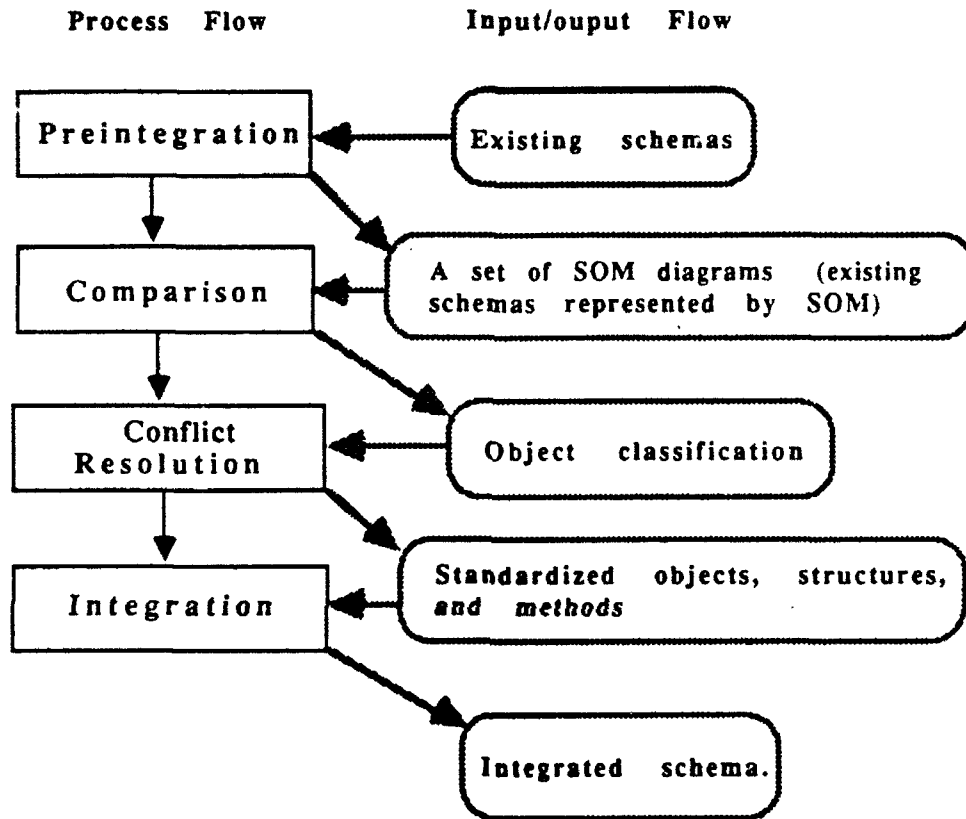 Process Flow
Input/ouput Flow
Preintegration
Existing schemas
A set of SOM diagrams (existing
schemas represented by SOM)
Comparison
Conflict
Resolution
Object classification
Standardized objects, structures,
and methods
Integration
Integrated schema.